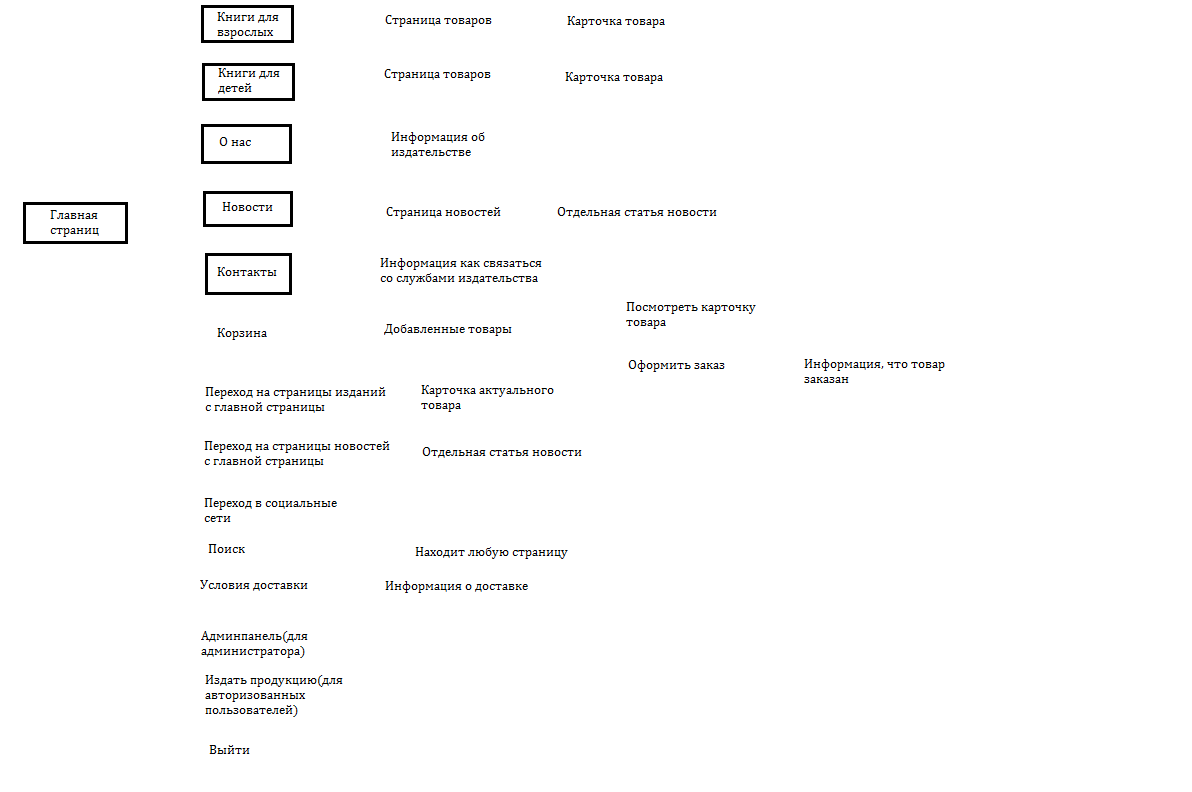 Книги для
взрослых
Страница товаров
Карточка товара
Книги для
детей
Страница товаров
Карточка товара
О нас
Информация об
издательстве
Главная
страниц
Новости
Страница новостей
Отдельная статья новости
Контакты
Информация как связаться
со службами издательства
Корзина
Добавленные товары
Посмотреть карточку
товара
Оформить заказ
Информация, что товар
заказан
Переход на страницы изданий
с главной страницы
Карточка актуального
товара
Переход на страницы новостей
с главной страницы
Отдельная статья новости
Переход в социальные
сети
Поиск
Находит любую страницу
Условия доставки
Информация о доставке
Админпанель(для
администратора)
Издать продукцию(для
авторизованных
пользователей)
Выйти